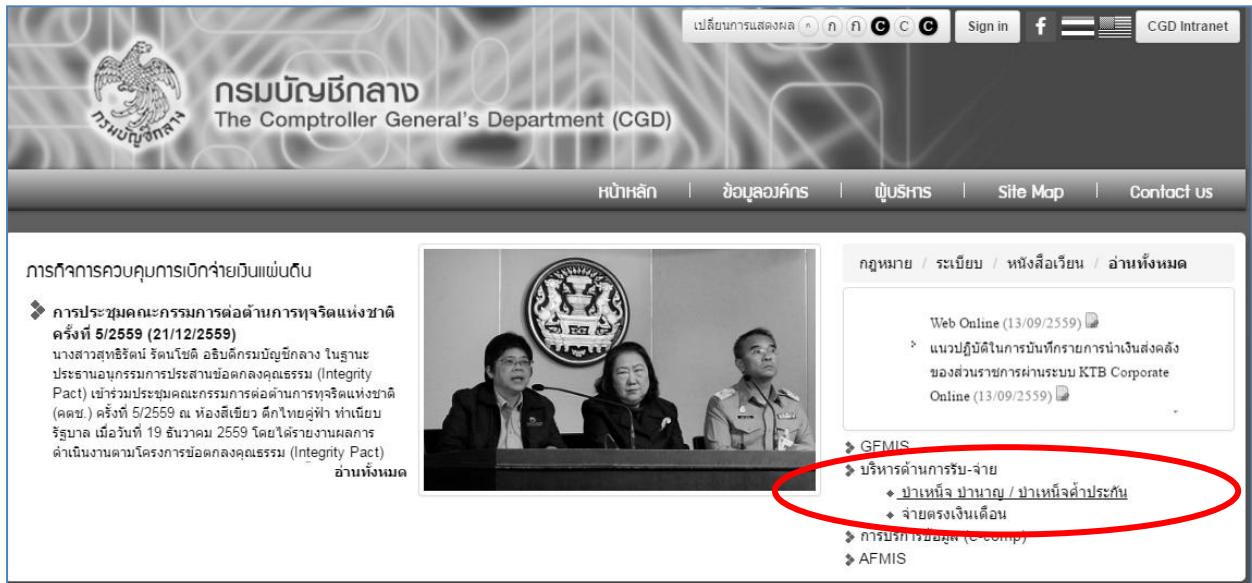 เปลี่ยนการแสดงผล ก ก ก C C C Sign in f CGD Intranet
กรมบัญชีกลาง
The Comptroller General's Department (CGD)
กรมบัญชีกลาง
หน้าหลัก | ข้อมูลองค์กร | ผู้บริหาร | Site Map | Contact us
ภารกิจการควบคุมการเบิกจ่ายเงินแผ่นดิน
การประชุมคณะกรรมการต่อต้านการทุจริตแห่งชาติ
ครั้งที่ 5/2559 (21/12/2559)
นางสาวสุทธิรัตน์ รัตนโชติ อธิบดีกรมบัญชีกลาง ในฐานะ
ประธานอนุกรรมการประสานข้อตกลงคุณธรรม (Integrity
Pact) เข้าร่วมประชุมคณะกรรมการต่อต้านการทุจริตแห่งชาติ
(คตช.) ครั้งที่ 5/2559 ณ ห้องสีเขียว ตึกไทยคู่ฟ้า ทำเนียบ
รัฐบาล เมื่อวันที่ 19 ธันวาคม 2559 โดยได้รายงานผลการ
ดำเนินงานตามโครงการข้อตกลงคุณธรรม (Integrity Pact)
อ่านทั้งหมด
กฎหมาย / ระเบียบ / หนังสือเวียน / อ่านทั้งหมด
Web Online (13/09/2559)
แนวปฏิบัติในการบันทึกรายการนำเงินส่งคลัง
ของส่วนราชการผ่านระบบ KTB Corporate
Online (13/09/2559)
GFMIS
บริหารด้านการรับ-จ่าย
บำเหน็จ บำนาญ / บำเหน็จค้ำประกัน
จ่ายตรงเงินเดือน
การบริการข้อมูล (e-comp)
AFMIS